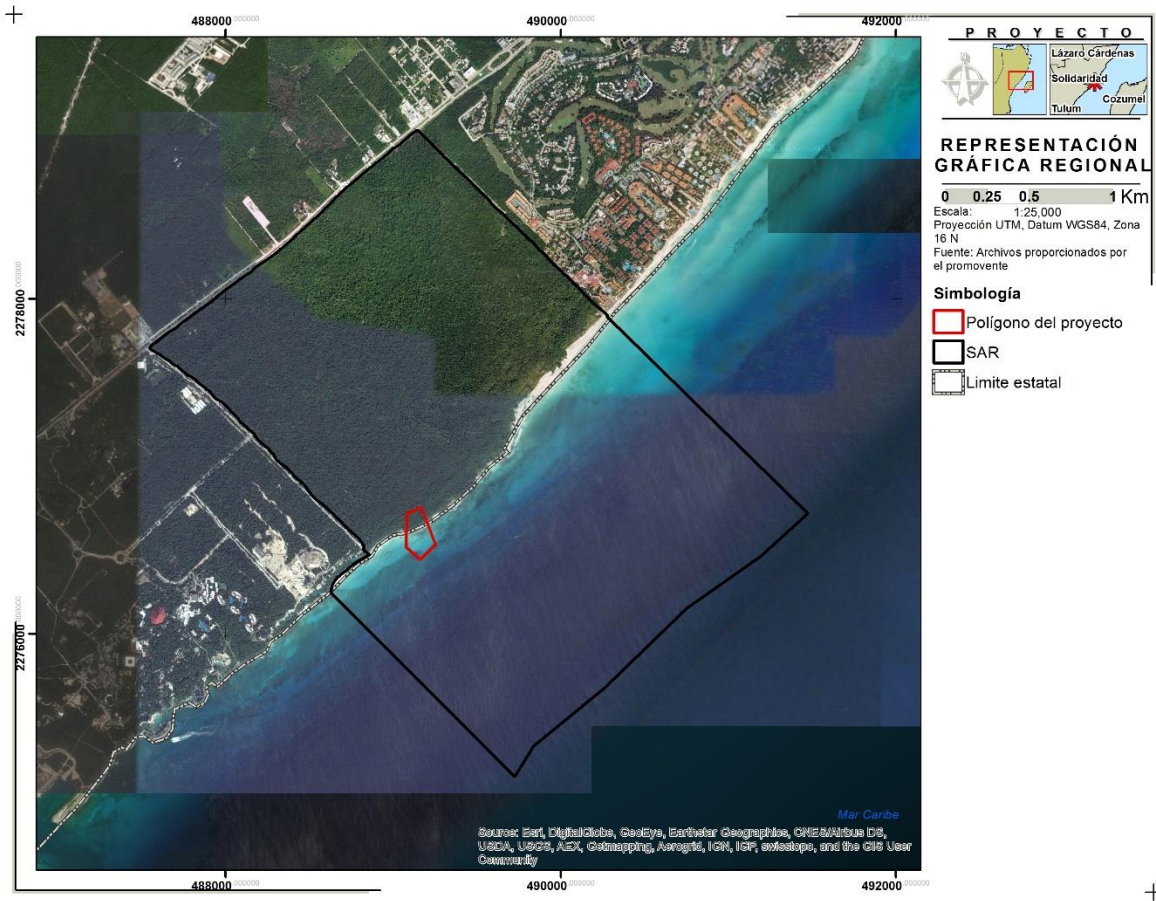 488000
490000
492000
2278000
2276000
488000
490000
492000
Mar Caribe
Source: Esri, DigitalGlobe, GeoEye, Earthstar Geographics, CNES/Airbus DS,
USDA, USGS, AEX, Getmapping, Aerogrid, IGN, IGP, swisstopo, and the GIS User
Community
PROYECTO
Lázaro Cárdenas
Solidaridad
Cozumel
Tulum
REPRESENTACIÓN
GRÁFICA REGIONAL
0 0.25 0.5 1 Km
Escala: 1:25,000
Proyección UTM, Datum WGS84, Zona
16 N
Fuente: Archivos proporcionados por
el promovente
Simbología
Polígono del proyecto
SAR
Limite estatal